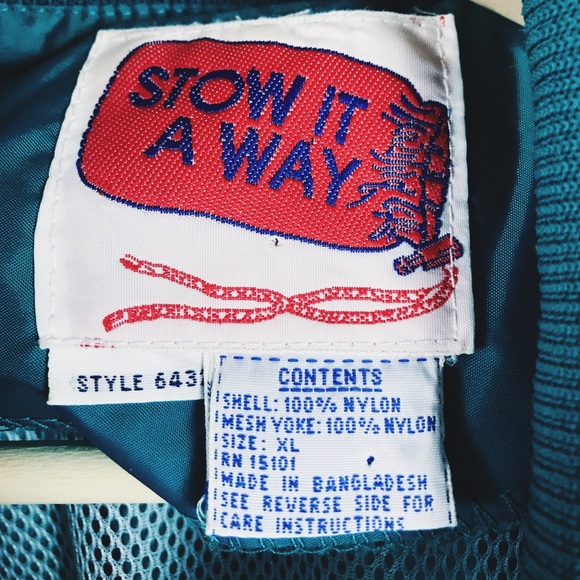 STOW IT
A WAY
STYLE 643
CONTENTS
SHELL: 100% NYLON
MESH YOKE: 100% NYLON
SIZE: XL
RN 15101
MADE IN BANGLADESH
SEE REVERSE SIDE FOR
CARE INSTRUCTIONS